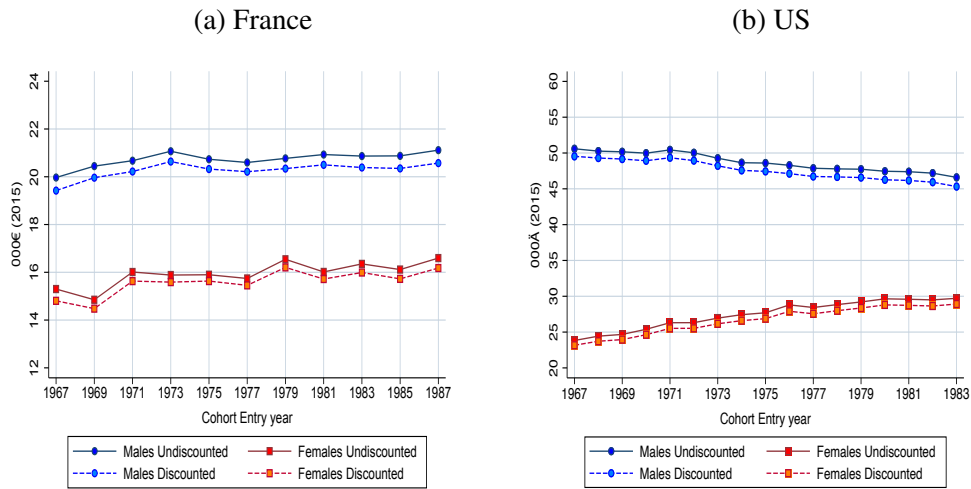 (a) France
(b) US
000€ (2015)
24
22
20
18
16
14
12
1967 1969 1971 1973 1975 1977 1979 1981 1983 1985 1987
Cohort Entry year
Males Undiscounted Females Undiscounted
Males Discounted Females Discounted
000Ä (2015)
60
55
50
45
40
35
30
25
20
1967 1969 1971 1973 1975 1977 1979 1981 1983
Cohort Entry year
Males Undiscounted Females Undiscounted
Males Discounted Females Discounted